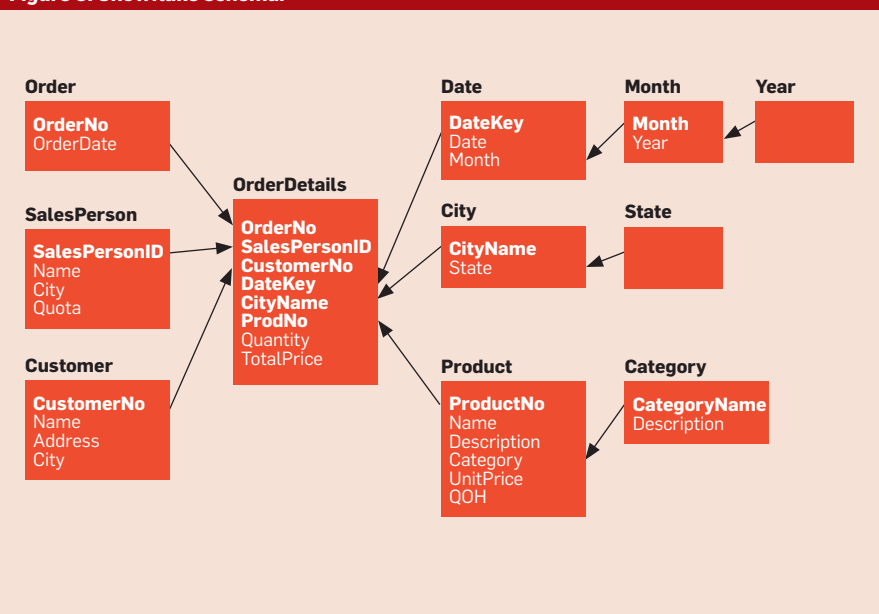 Order
OrderNo
OrderDate
SalesPerson
SalesPersonID
Name
City
Quota
Customer
CustomerNo
Name
Address
City
OrderDetails
OrderNo
SalesPersonID
CustomerNo
DateKey
CityName
ProdNo
Quantity
TotalPrice
Date
DateKey
Date
Month
Month
Month
Year
Year
City
CityName
State
State
Product
ProductNo
Name
Description
Category
UnitPrice
QOH
Category
CategoryName
Description